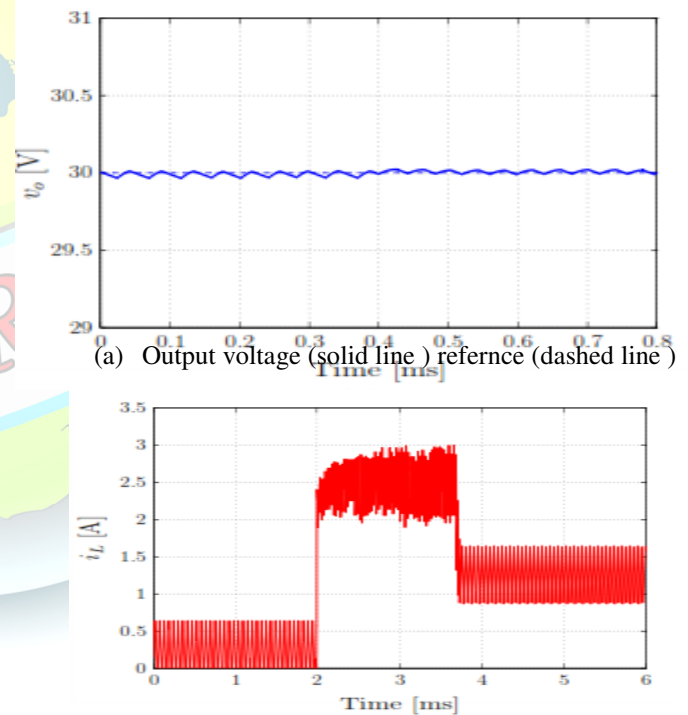 31
30.5
30
29.5
29
v_o [V]
0 0.1 0.2 0.3 0.4 0.5 0.6 0.7 0.8
(a) Output voltage (solid line ) refernce (dashed line )
Time [ms]
3.5
3
2.5
2
1.5
1
0.5
0
i_L [A]
0 1 2 3 4 5 6
Time [ms]